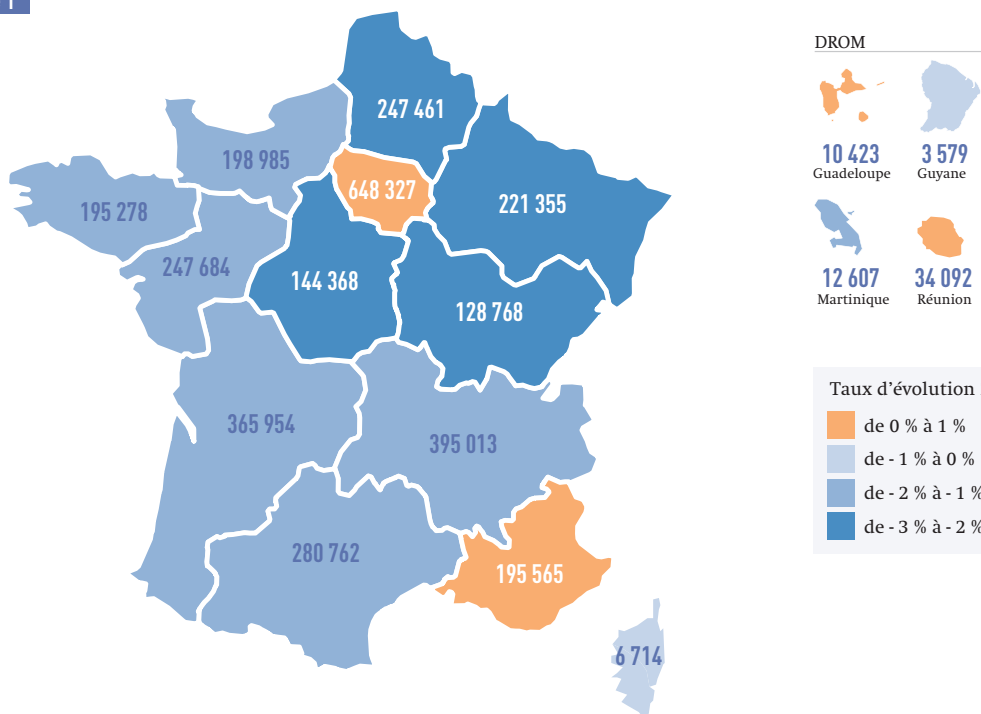 1
247 461
198 985
648 327
221 355
195 278
247 684
144 368
128 768
365 954
395 013
280 762
195 565
6 714
DROM
10 423 3 579
Guadeloupe Guyane
12 607 34 092
Martinique Réunion
Taux d'évolution
de 0 % à 1 %
de - 1 % à 0 %
de - 2 % à - 1 %
de - 3 % à - 2 %